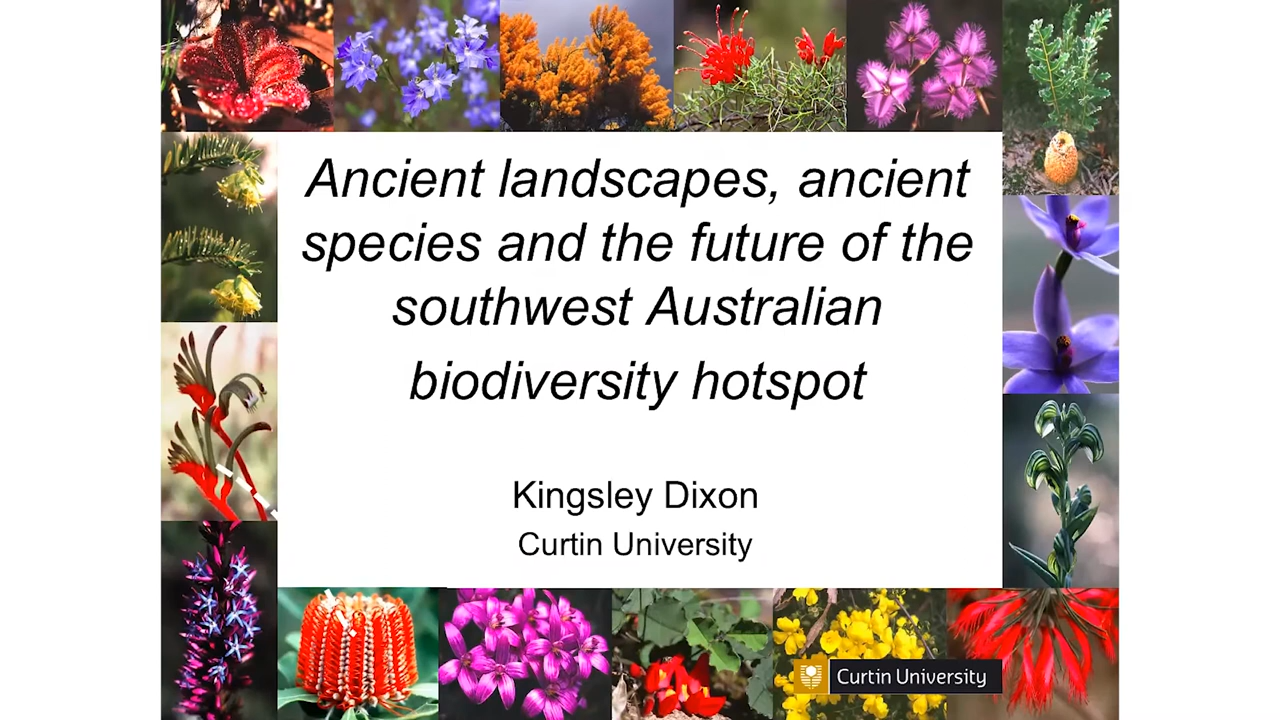 Ancient landscapes, ancient
species and the future of the
southwest Australian
biodiversity hotspot
Kingsley Dixon
Curtin University
Curtin University